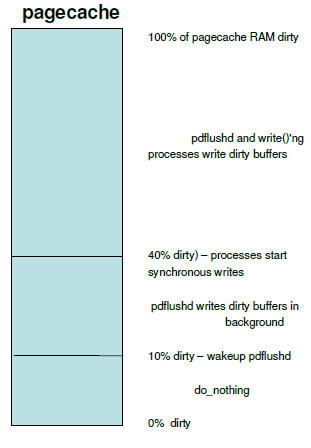 pagecache
100% of pagecache RAM dirty
pdflushd and write()'ng
processes write dirty buffers
40% dirty) – processes start
synchronous writes
pdflushd writes dirty buffers in
background
10% dirty – wakeup pdflushd
do_nothing
0% dirty